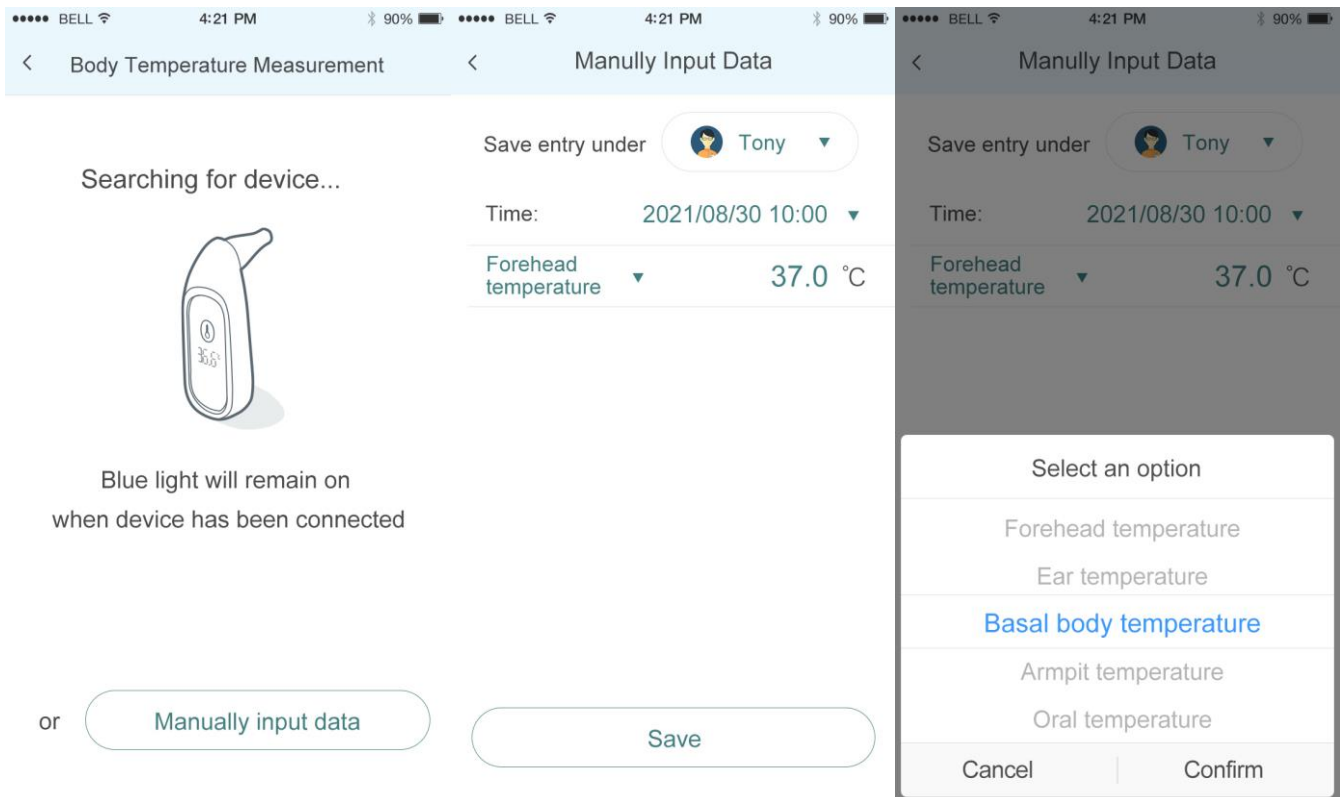 BELL 4:21 PM 90%
Body Temperature Measurement
Searching for device...
36.6°
Blue light will remain on
when device has been connected
or Manually input data
BELL 4:21 PM 90%
Manully Input Data
Save entry under Tony
Time: 2021/08/30 10:00
Forehead
temperature 37.0 °C
Save
BELL 4:21 PM 90%
Manully Input Data
Save entry under Tony
Time: 2021/08/30 10:00
Forehead
temperature 37.0 °C
Select an option
Forehead temperature
Ear temperature
Basal body temperature
Armpit temperature
Oral temperature
Cancel Confirm